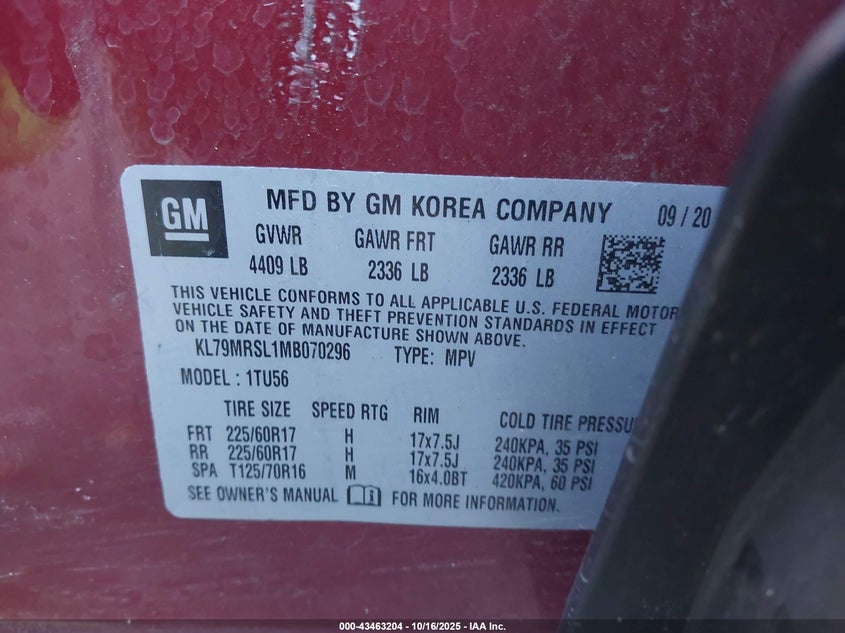 GM MFD BY GM KOREA COMPANY 09 / 20
GVWR GAWR FRT GAWR RR
4409 LB 2336 LB 2336 LB
THIS VEHICLE CONFORMS TO ALL APPLICABLE U.S. FEDERAL MOTOR
VEHICLE SAFETY AND THEFT PREVENTION STANDARDS IN EFFECT
ON THE DATE OF MANUFACTURE SHOWN ABOVE.
KL79MRSL1MB070296 TYPE: MPV
MODEL : 1TU56
TIRE SIZE SPEED RTG RIM COLD TIRE PRESSU
FRT 225/60R17 H 17x7.5J 240KPA, 35 PSI
RR 225/60R17 H 17x7.5J 240KPA, 35 PSI
SPA T125/70R16 M 16x4.0BT 420KPA, 60 PSI
SEE OWNER'S MANUAL FOR MORE INFORMATION.
000-43463204 - 10/16/2025 - IAA Inc.